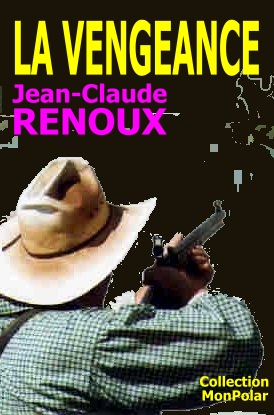 LA VENGEANCE
Jean-Claude
RENOUX
Collection
MonPolar